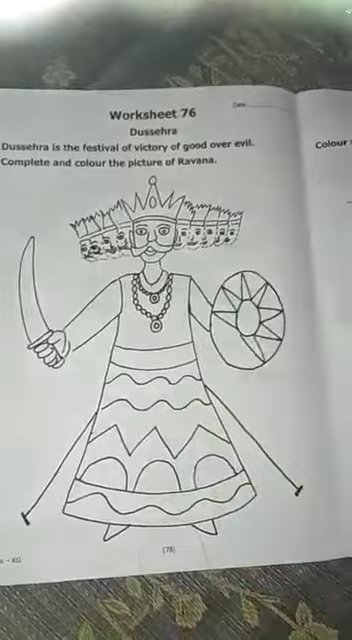 Worksheet 76
Date
Dussehra
Dussehra is the festival of victory of good over evil.
Complete and colour the picture of Ravana.
Colour
(78)
- KG